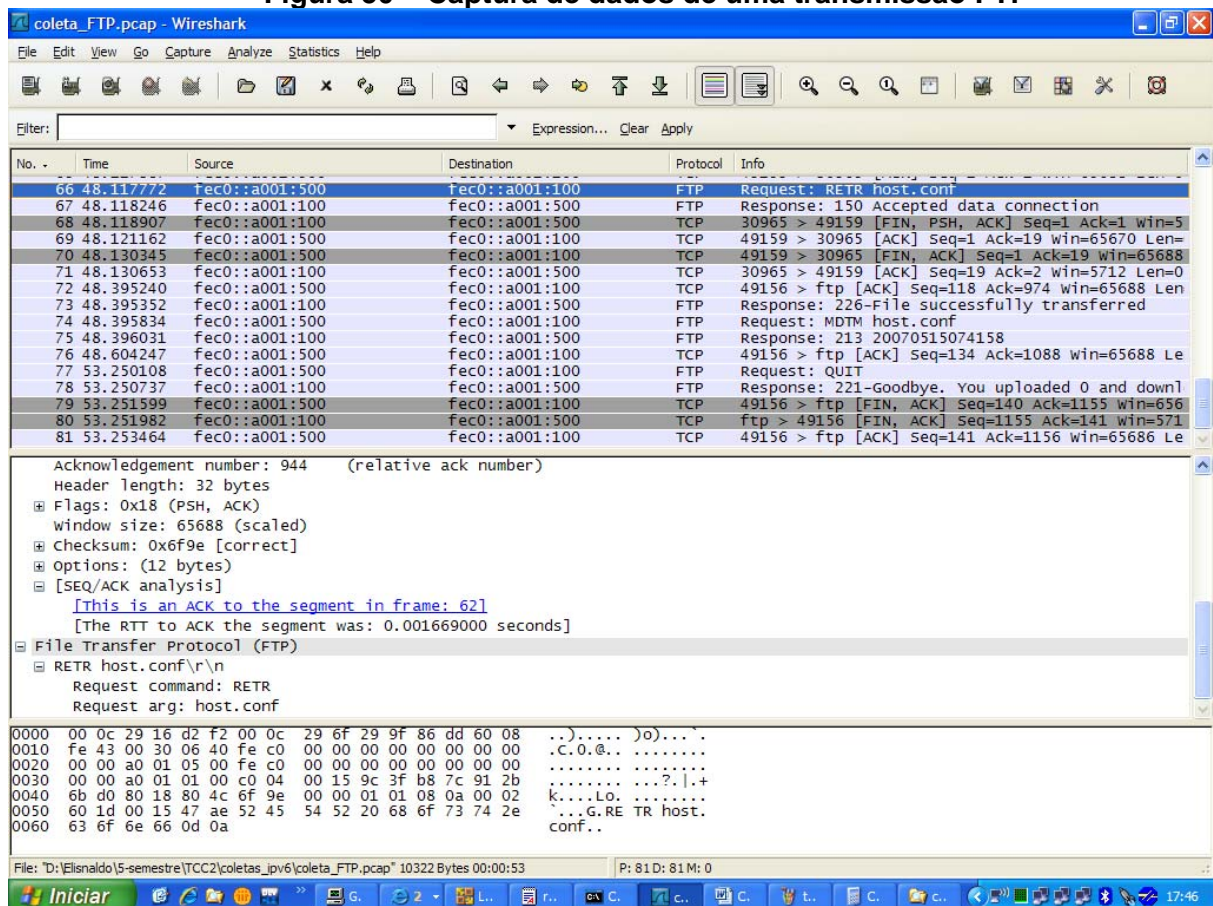 coleta_FTP.pcap - Wireshark
File Edit View Go Capture Analyze Statistics Help
Filter: Expression... Clear Apply
No. - Time Source Destination Protocol Info
66 48.117772 fec0::a001:500 fec0::a001:100 FTP Request: RETR host.conf
67 48.118246 fec0::a001:100 fec0::a001:500 FTP Response: 150 Accepted data connection
68 48.118907 fec0::a001:100 fec0::a001:500 TCP 30965 > 49159 [FIN, PSH, ACK] Seq=1 Ack=1 Win=5
69 48.121162 fec0::a001:500 fec0::a001:100 TCP 49159 > 30965 [ACK] Seq=1 Ack=19 Win=65670 Len=
70 48.130345 fec0::a001:500 fec0::a001:100 TCP 49159 > 30965 [FIN, ACK] Seq=1 Ack=19 Win=65688
71 48.130653 fec0::a001:100 fec0::a001:500 TCP 30965 > 49159 [ACK] Seq=19 Ack=2 Win=5712 Len=0
72 48.395240 fec0::a001:500 fec0::a001:100 TCP 49156 > ftp [ACK] Seq=118 Ack=974 Win=65688 Len
73 48.395352 fec0::a001:100 fec0::a001:500 FTP Response: 226-File successfully transferred
74 48.395834 fec0::a001:500 fec0::a001:100 FTP Request: MDTM host.conf
75 48.396031 fec0::a001:100 fec0::a001:500 FTP Response: 213 20070515074158
76 48.604247 fec0::a001:500 fec0::a001:100 TCP 49156 > ftp [ACK] Seq=134 Ack=1088 Win=65688 Le
77 53.250108 fec0::a001:500 fec0::a001:100 FTP Request: QUIT
78 53.250737 fec0::a001:100 fec0::a001:500 FTP Response: 221-Goodbye. You uploaded 0 and downl
79 53.251599 fec0::a001:500 fec0::a001:100 TCP 49156 > ftp [FIN, ACK] Seq=140 Ack=1155 Win=656
80 53.251982 fec0::a001:100 fec0::a001:500 TCP ftp > 49156 [FIN, ACK] Seq=1155 Ack=141 Win=571
81 53.253464 fec0::a001:500 fec0::a001:100 TCP 49156 > ftp [ACK] Seq=141 Ack=1156 Win=65686 Le
Acknowledgement number: 944 (relative ack number)
Header length: 32 bytes
Flags: 0x18 (PSH, ACK)
Window size: 65688 (scaled)
Checksum: 0x6f9e [correct]
Options: (12 bytes)
[SEQ/ACK analysis]
[This is an ACK to the segment in frame: 62]
[The RTT to ACK the segment was: 0.001669000 seconds]
File Transfer Protocol (FTP)
RETR host.conf\r\n
Request command: RETR
Request arg: host.conf
0000 00 0c 29 16 d2 f2 00 0c 29 6f 29 9f 86 dd 60 08 ..)..... )o)...`.
0010 fe 43 00 30 06 40 fe c0 00 00 00 00 00 00 00 00 .C.0.@.. ........
0020 00 00 a0 01 05 00 fe c0 00 00 00 00 00 00 00 00 ........ ........
0030 00 00 a0 01 01 00 c0 04 00 15 9c 3f b8 7c 91 2b ........ ...?.|.+
0040 6b d0 80 18 80 4c 6f 9e 00 00 01 01 08 0a 00 02 k....Lo. ........
0050 60 1d 00 15 47 ae 52 45 54 52 20 68 6f 73 74 2e `...G.RE TR host.
0060 63 6f 6e 66 0d 0a conf..
File: "D:\Elisnaldo\5-semestre\TCC2\coletas_ipv6\coleta_FTP.pcap" 10322 Bytes 00:00:53 P: 81 D: 81 M: 0
Iniciar G. 2 L.. r... C. c... C. t.. C. c... 17:46